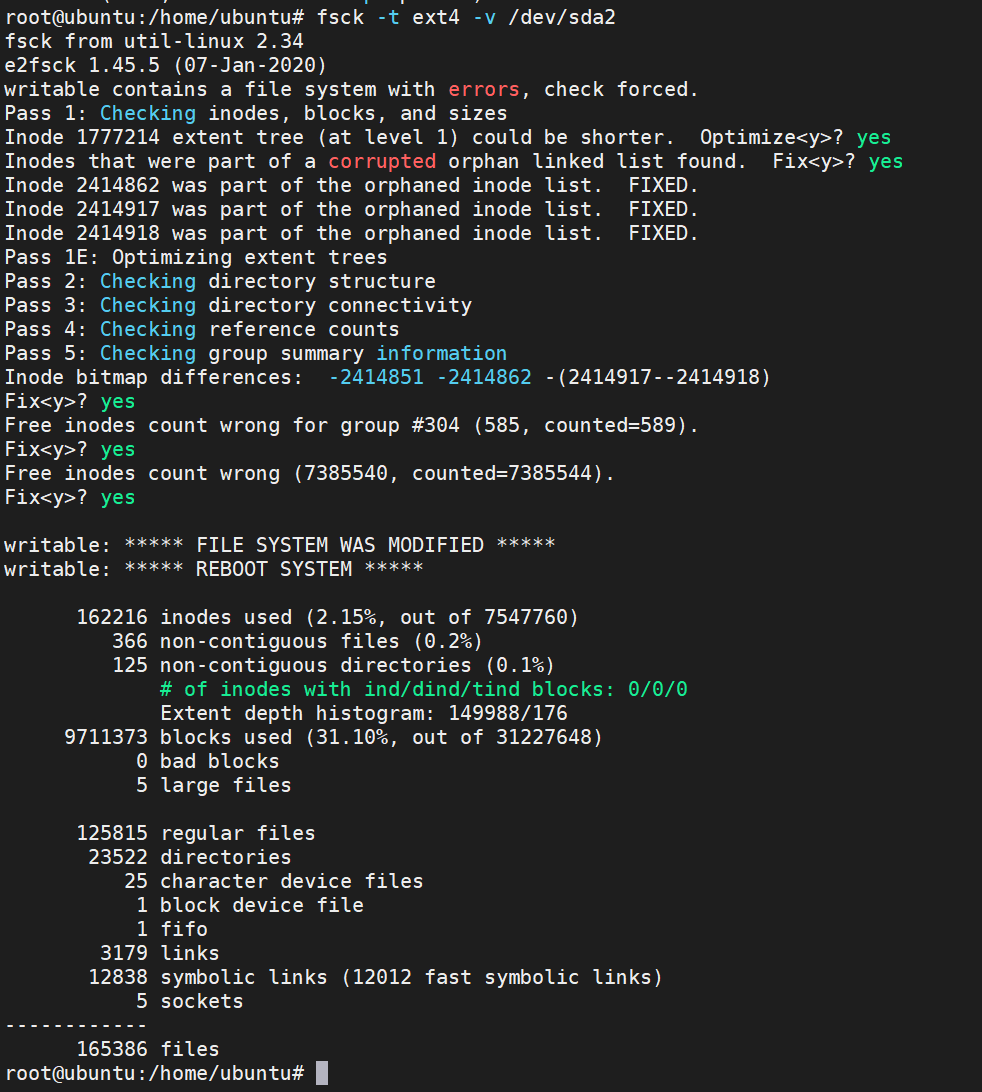 root@ubuntu:/home/ubuntu# fsck -t ext4 -v /dev/sda2
fsck from util-linux 2.34
e2fsck 1.45.5 (07-Jan-2020)
writable contains a file system with errors, check forced.
Pass 1: Checking inodes, blocks, and sizes
Inode 1777214 extent tree (at level 1) could be shorter.  Optimize<y>? yes
Inodes that were part of a corrupted orphan linked list found.  Fix<y>? yes
Inode 2414862 was part of the orphaned inode list.  FIXED.
Inode 2414917 was part of the orphaned inode list.  FIXED.
Inode 2414918 was part of the orphaned inode list.  FIXED.
Pass 1E: Optimizing extent trees
Pass 2: Checking directory structure
Pass 3: Checking directory connectivity
Pass 4: Checking reference counts
Pass 5: Checking group summary information
Inode bitmap differences:  -2414851 -2414862 -(2414917--2414918)
Fix<y>? yes
Free inodes count wrong for group #304 (585, counted=589).
Fix<y>? yes
Free inodes count wrong (7385540, counted=7385544).
Fix<y>? yes

writable: ***** FILE SYSTEM WAS MODIFIED *****
writable: ***** REBOOT SYSTEM *****

      162216 inodes used (2.15%, out of 7547760)
         366 non-contiguous files (0.2%)
         125 non-contiguous directories (0.1%)
             # of inodes with ind/dind/tind blocks: 0/0/0
             Extent depth histogram: 149988/176
     9711373 blocks used (31.10%, out of 31227648)
           0 bad blocks
           5 large files

      125815 regular files
       23522 directories
          25 character device files
           1 block device file
           1 fifo
        3179 links
       12838 symbolic links (12012 fast symbolic links)
           5 sockets
------------
      165386 files
root@ubuntu:/home/ubuntu#